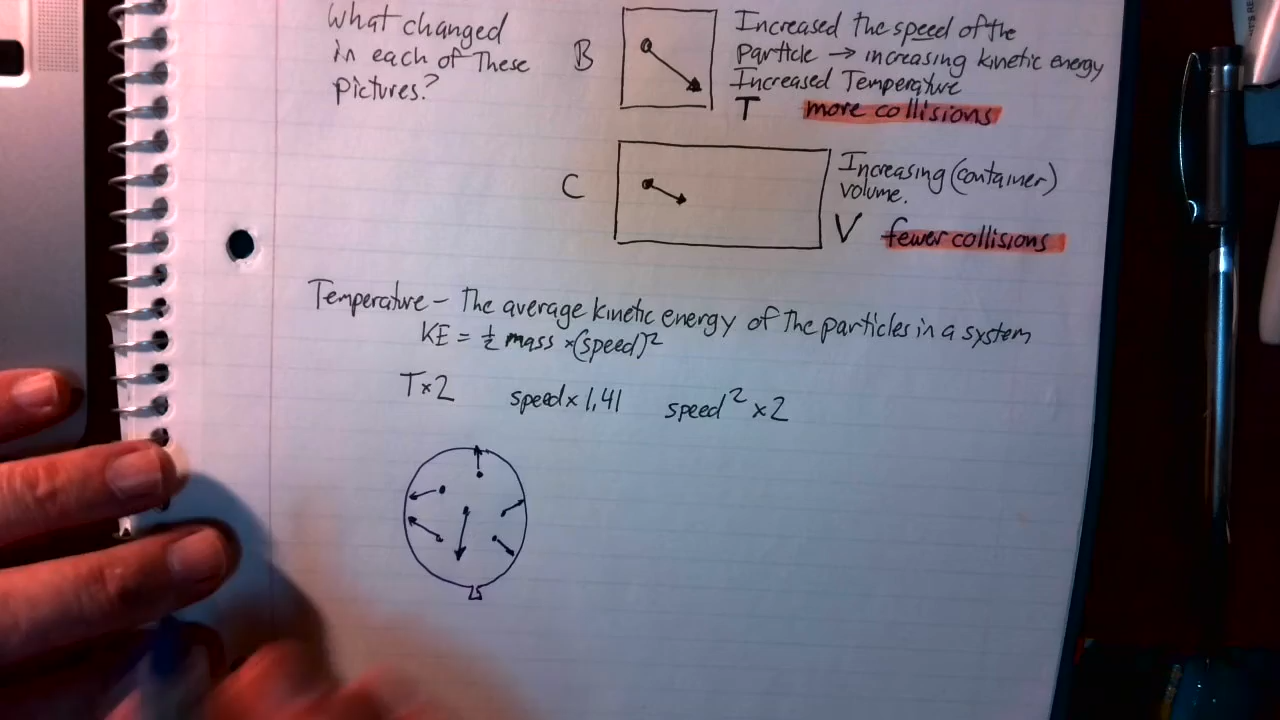 What changed
in each of These
pictures?
B
Increased the speed of the
particle → increasing kinetic energy
Increased Temperature
T more collisions
C
Increasing (container)
volume.
V fewer collisions
Temperature - The average kinetic energy of the particles in a system
KE = ½ mass × (speed)²
T×2 speed × 1.41 speed² × 2